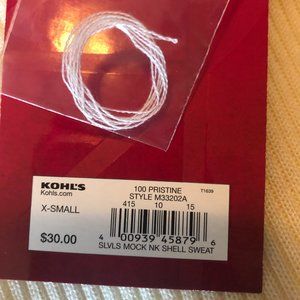 KOHL'S
Kohls.com
100 PRISTINE
T1639
STYLE M33202A
X-SMALL
415 10 15
$30.00
4 00939 45879 6
SLVLS MOCK NK SHELL SWEAT